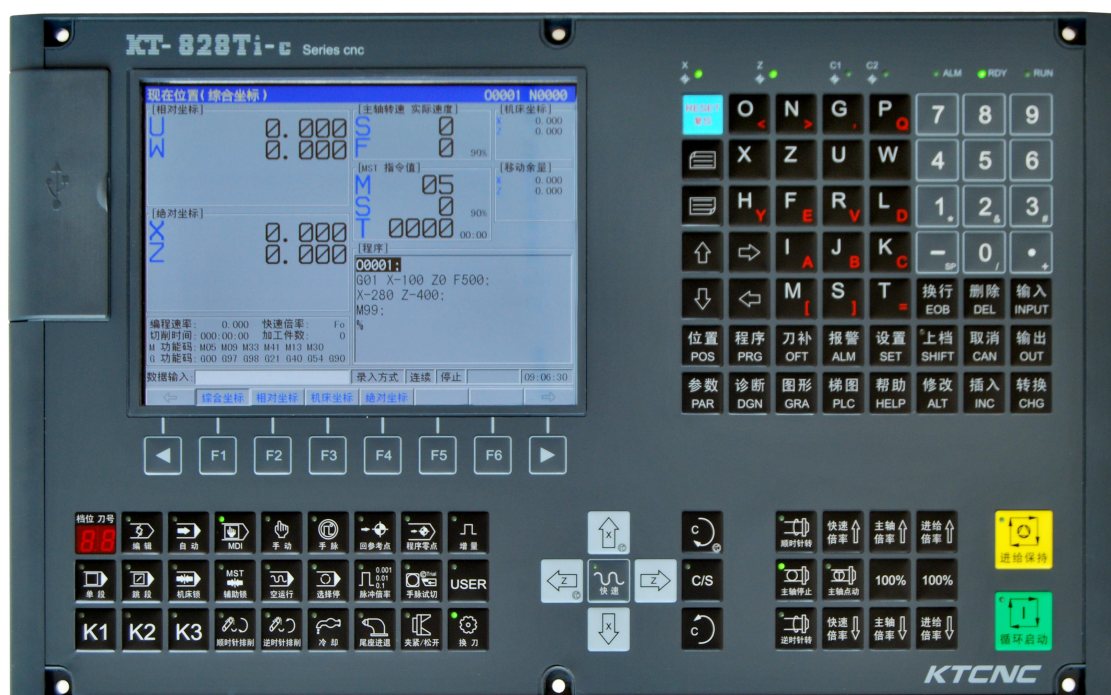 KT-828Ti-c Series cnc
现在位置(综合坐标) O0001 N0000
[相对坐标] [主轴转速 实际速度] [机床坐标]
U 0.000 S 0 X 0.000
W 0.000 F 0 90% Z 0.000
[MST 指令值] [移动余量]
M 05 X 0.000
S 0 90% Z 0.000
T 0000 00:00
[绝对坐标]
X 0.000
Z 0.000
[程序]
O0001;
G01 X-100 Z0 F500;
X-280 Z-400;
M99;
%
编程速率: 0.000 快速倍率: Fo
切削时间: 000:00:00 加工件数: 0
M 功能码: M05 M09 M33 M41 M13 M30
G 功能码: G00 G97 G98 G21 G40 G54 G90
数据输入: 录入方式 连续 停止 09:06:30
综合坐标 相对坐标 机床坐标 绝对坐标
F1 F2 F3 F4 F5 F6
X Z C1 C2 ALM RDY RUN
RESET O < N > G , P Q 7 8 9
复位
X Z U W 4 5 6
H Y F E R V L D 1 * 2 & 3 #
I A J B K C - SP 0 / • +
M [ S ] T = 换行 删除 输入
EOB DEL INPUT
位置 程序 刀补 报警 设置 上档 取消 输出
POS PRG OFT ALM SET SHIFT CAN OUT
参数 诊断 图形 梯图 帮助 修改 插入 转换
PAR DGN GRA PLC HELP ALT INC CHG
档位 刀号
88 编辑 自动 MDI 手动 手脉 回参考点 程序零点 增量
单段 跳段 机床锁 MST 辅助锁 空运行 选择停 0.001 0.01 0.1 脉冲倍率 Trial 手脉试切 USER
K1 K2 K3 顺时针排削 逆时针排削 冷却 尾座进退 夹紧/松开 换刀
X
Z 快速 Z
X
C
C/S
C
顺时针转 快速倍率 主轴倍率 进给倍率
主轴停止 主轴点动 100% 100%
逆时针转 快速倍率 主轴倍率 进给倍率
进给保持
循环启动
KTCNC